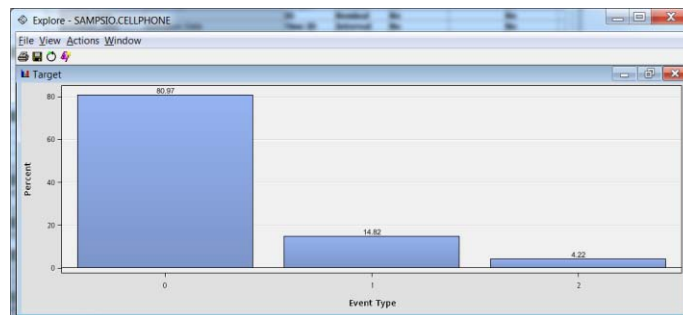 Explore - SAMPSIO.CELLPHONE
File View Actions Window
Target
80.97
80
60
Percent
40
20
14.82
4.22
0
0 1 2
Event Type